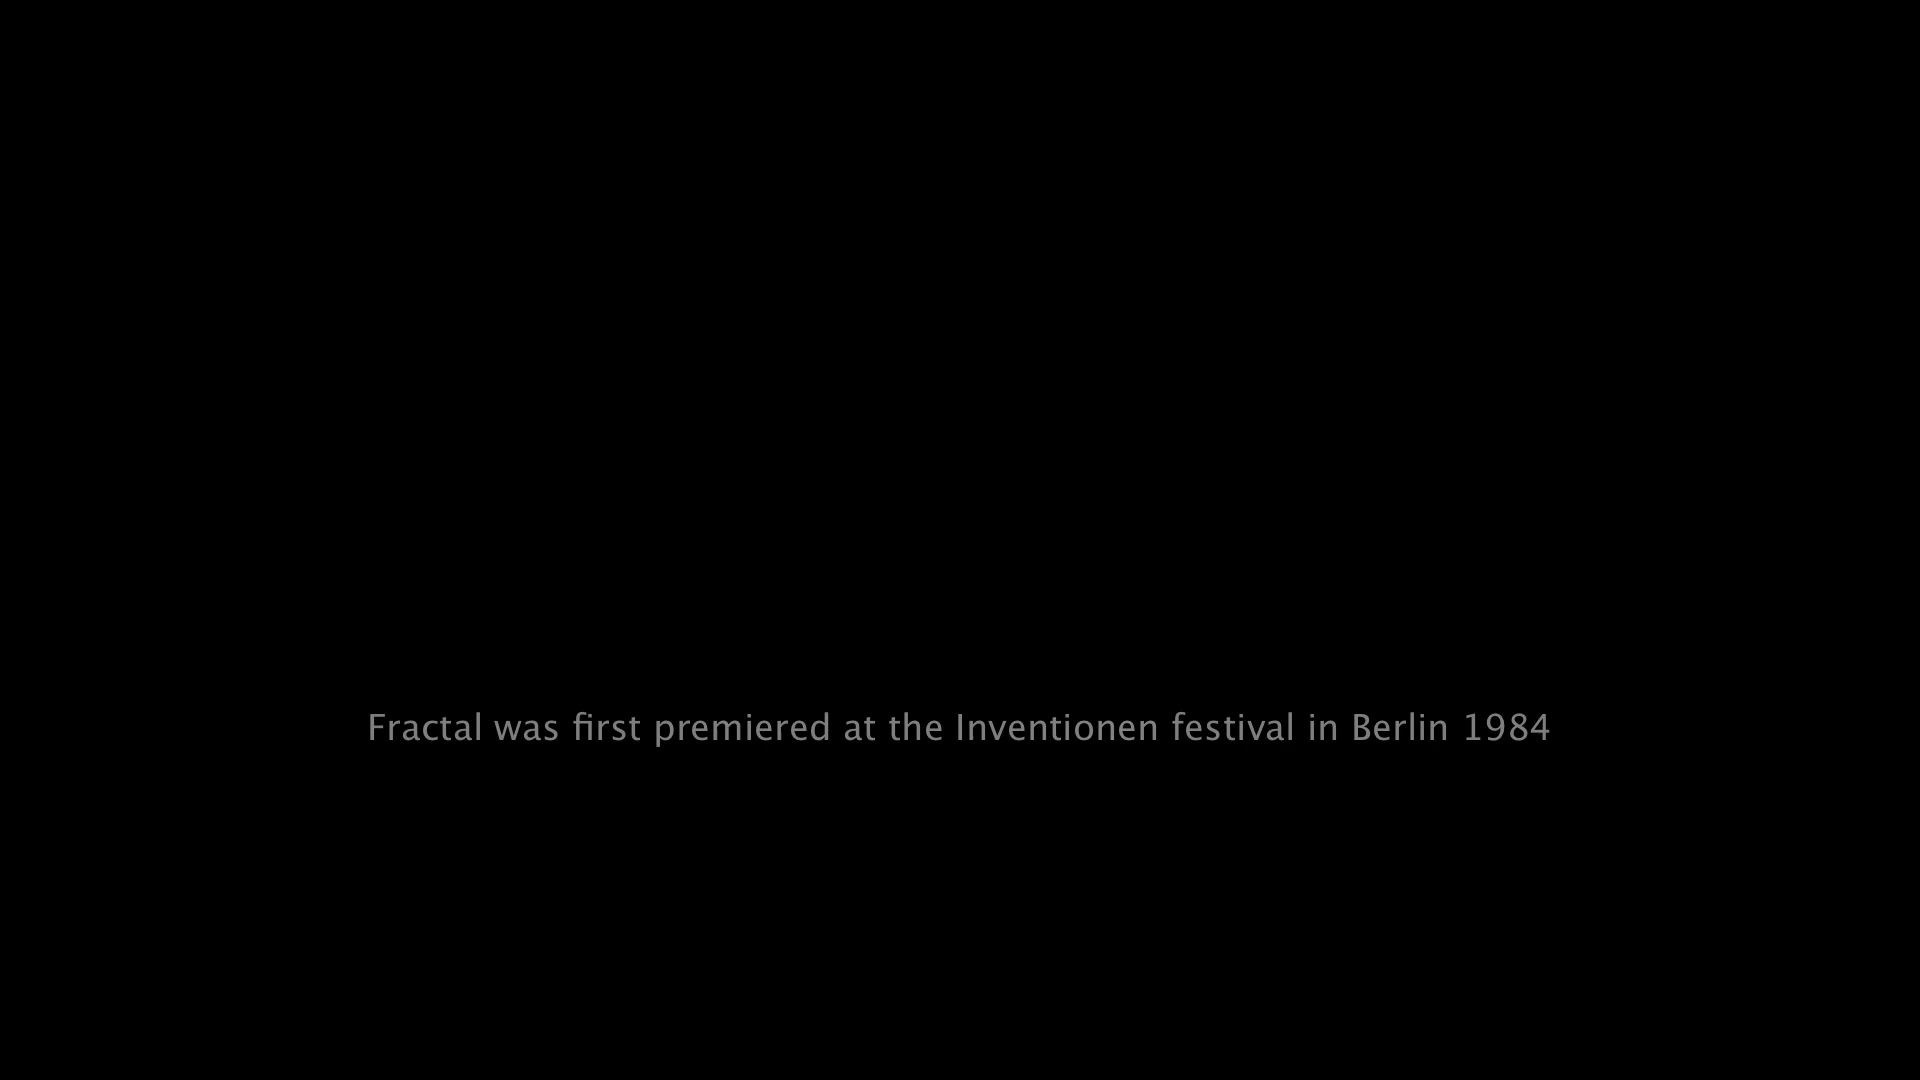 Fractal was first premiered at the Inventionen festival in Berlin 1984